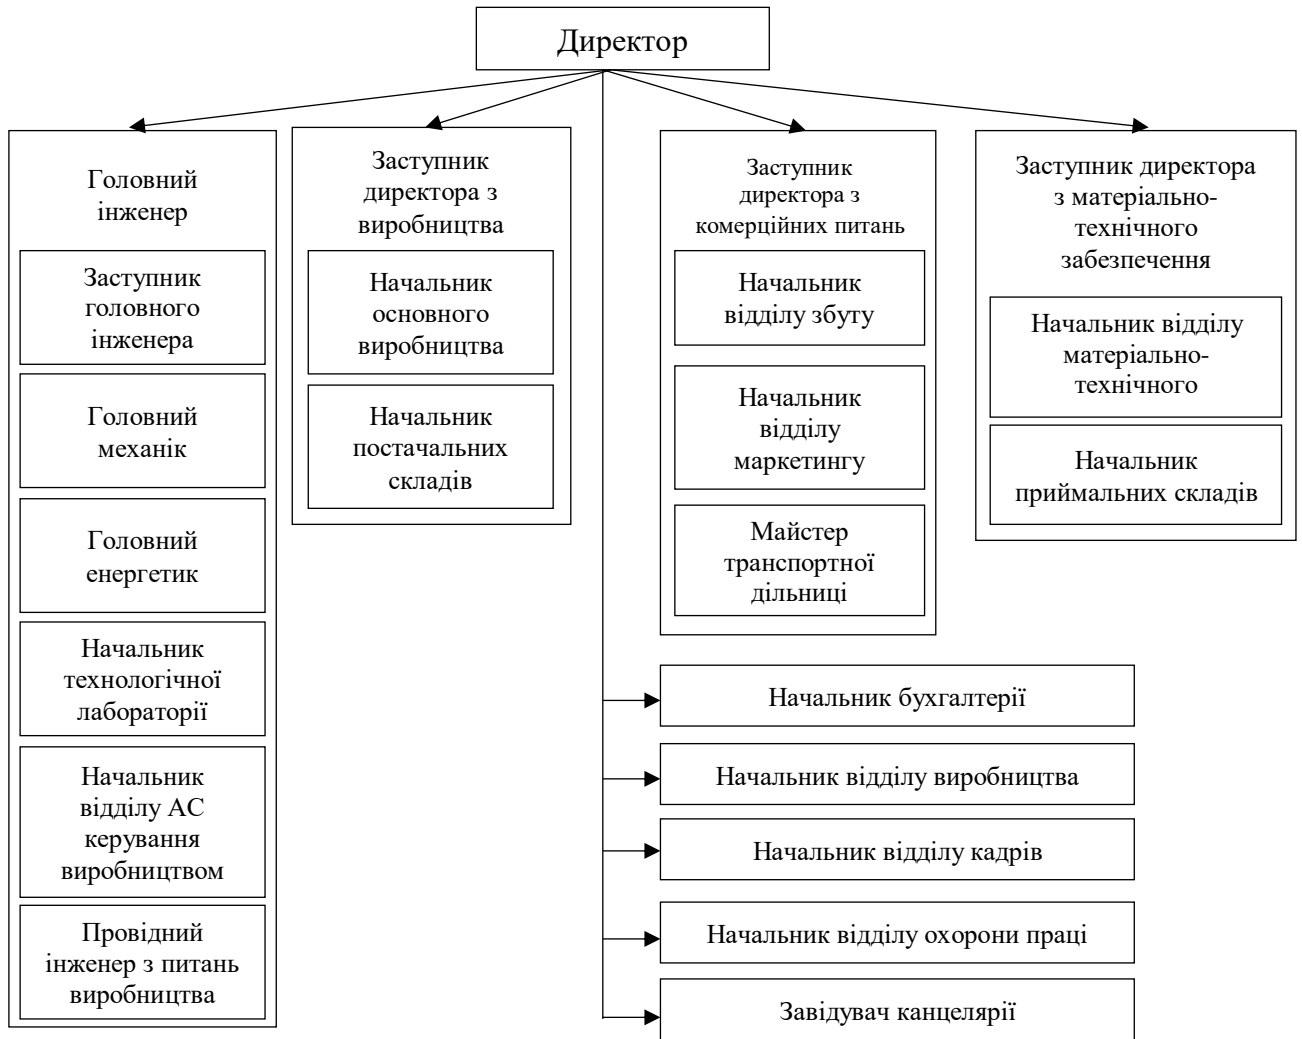 Директор
Головний
інженер
Заступник
головного
інженера
Головний
механік
Головний
енергетик
Начальник
технологічної
лабораторії
Начальник
відділу АС
керування
виробництвом
Провідний
інженер з питань
виробництва
Заступник
директора з
виробництва
Начальник
основного
виробництва
Начальник
постачальних
складів
Заступник
директора з
комерційних питань
Начальник
відділу збуту
Начальник
відділу
маркетингу
Майстер
транспортної
дільниці
Заступник директора
з матеріально-
технічного
забезпечення
Начальник відділу
матеріально-
технічного
Начальник
приймальних складів
Начальник бухгалтерії
Начальник відділу виробництва
Начальник відділу кадрів
Начальник відділу охорони праці
Завідувач канцелярії